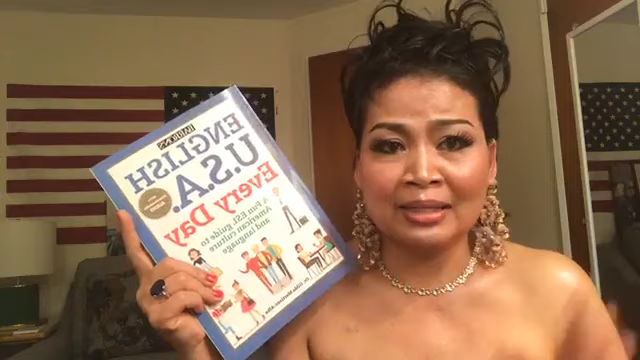 BARRON'S
ENGLISH
U.S.A.
Every Day
A Fun ESL guide to
American culture
and language